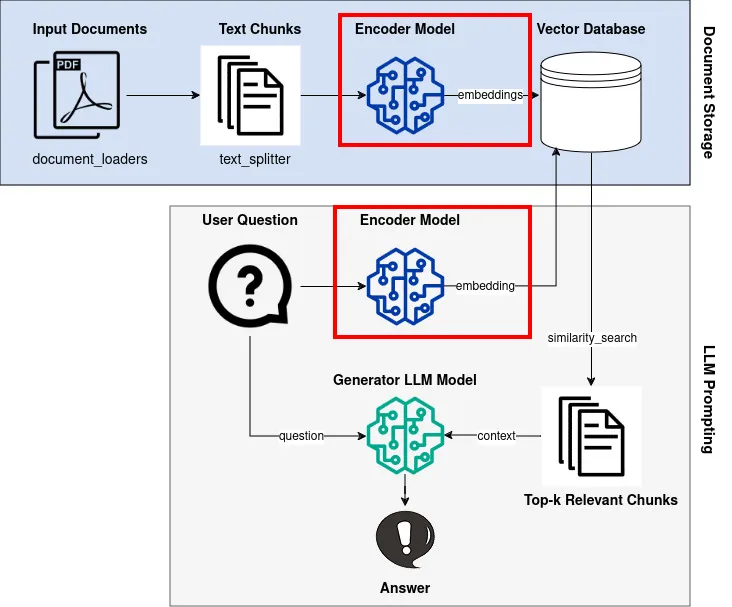 Input Documents
Text Chunks
Encoder Model
Vector Database
PDF
embeddings
document_loaders
text_splitter
Document Storage
User Question
Encoder Model
?
embedding
similarity_search
Generator LLM Model
question
context
Top-k Relevant Chunks
!
Answer
LLM Prompting